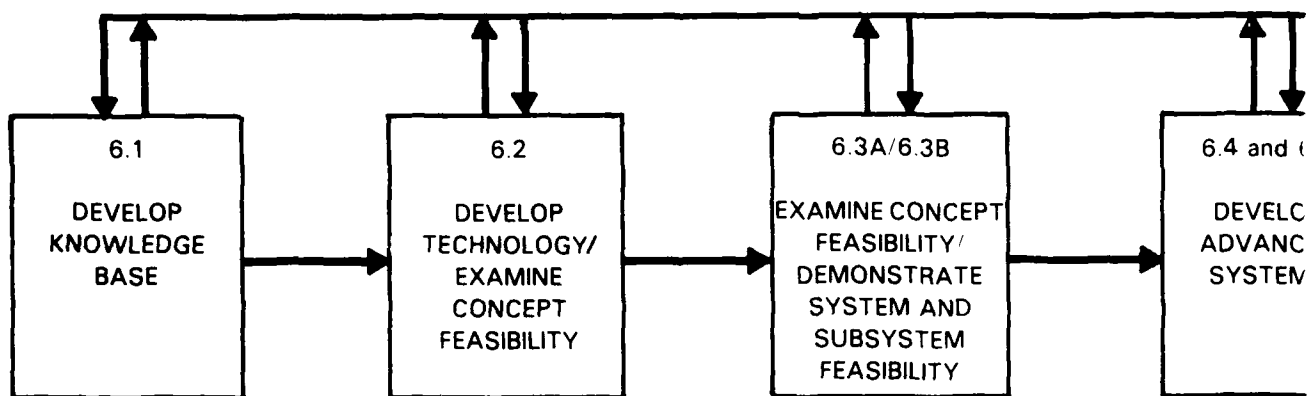 6.1
DEVELOP
KNOWLEDGE
BASE
6.2
DEVELOP
TECHNOLOGY/
EXAMINE
CONCEPT
FEASIBILITY
6.3A/6.3B
EXAMINE CONCEPT
FEASIBILITY/
DEMONSTRATE
SYSTEM AND
SUBSYSTEM
FEASIBILITY
6.4 and